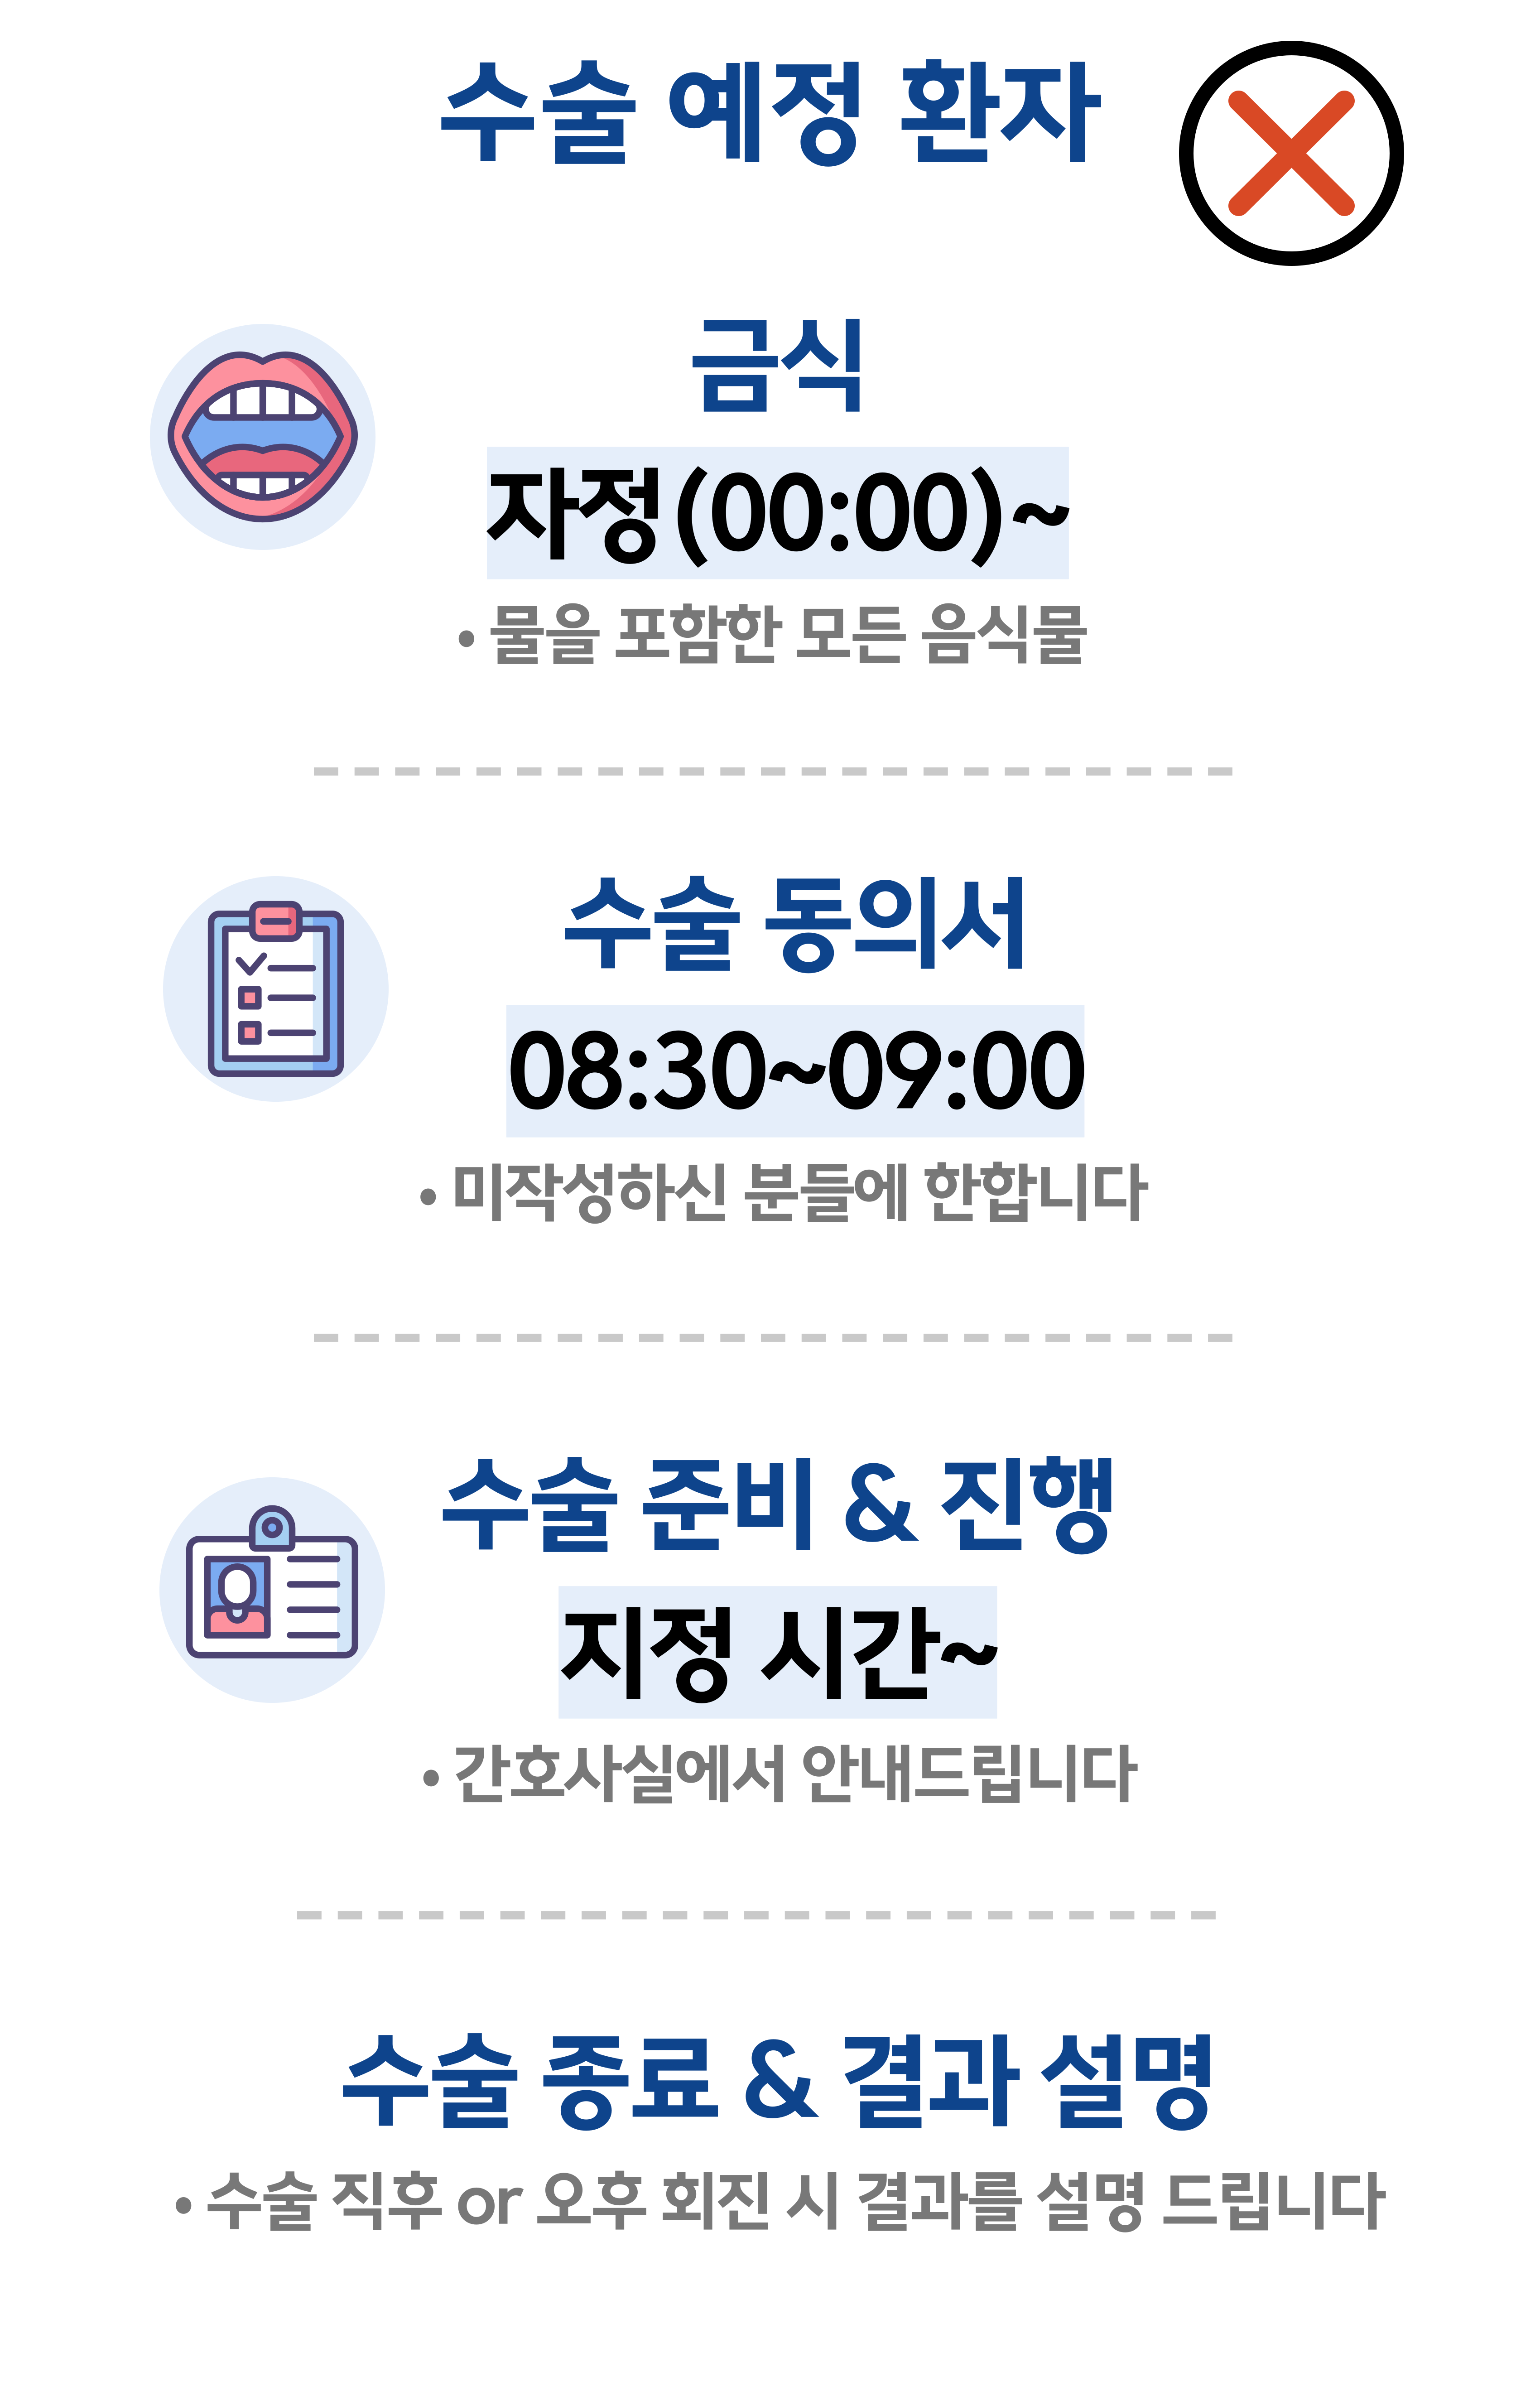 수술 예정 환자
금식
자정(00:00)~
• 물을 포함한 모든 음식물
수술 동의서
08:30~09:00
• 미작성하신 분들에 한합니다
수술 준비 & 진행
지정 시간~
• 간호사실에서 안내드립니다
수술 종료 & 결과 설명
• 수술 직후 or 오후 회진 시 결과를 설명 드립니다